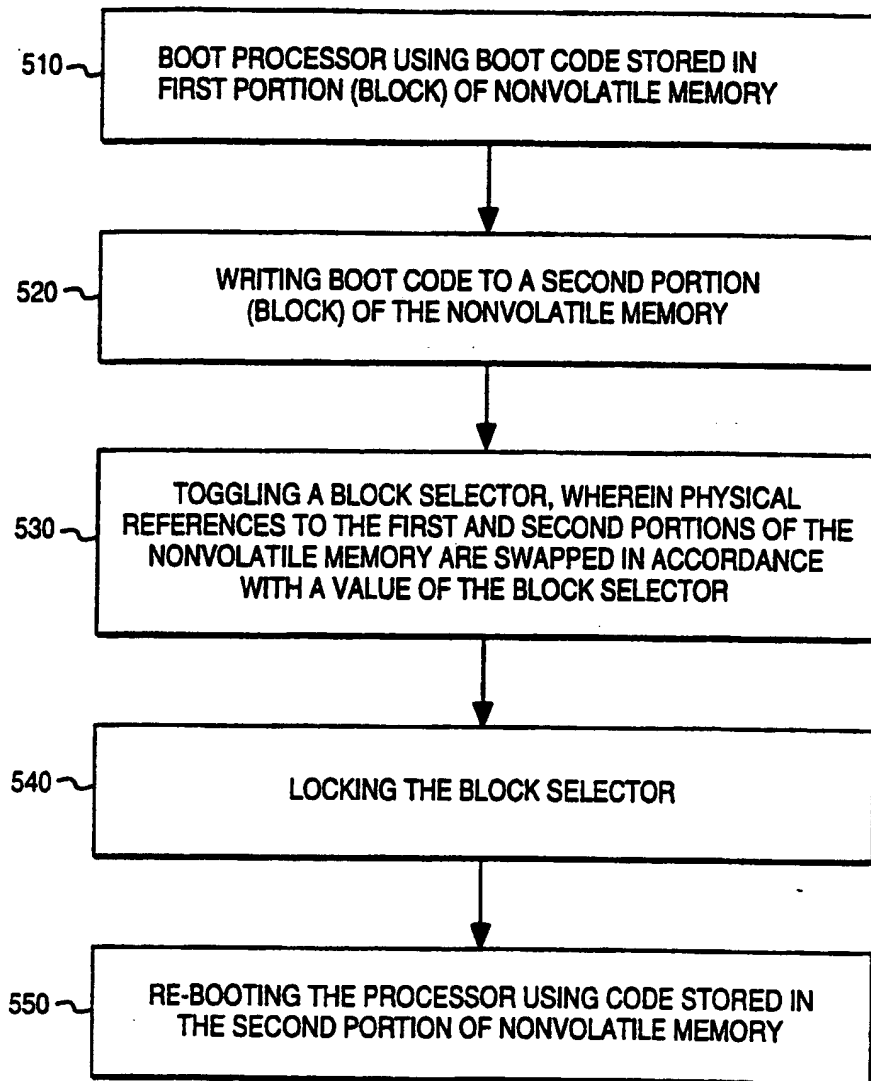 510
BOOT PROCESSOR USING BOOT CODE STORED IN
FIRST PORTION (BLOCK) OF NONVOLATILE MEMORY
520
WRITING BOOT CODE TO A SECOND PORTION
(BLOCK) OF THE NONVOLATILE MEMORY
530
TOGGLING A BLOCK SELECTOR, WHEREIN PHYSICAL
REFERENCES TO THE FIRST AND SECOND PORTIONS OF THE
NONVOLATILE MEMORY ARE SWAPPED IN ACCORDANCE
WITH A VALUE OF THE BLOCK SELECTOR
540
LOCKING THE BLOCK SELECTOR
550
RE-BOOTING THE PROCESSOR USING CODE STORED IN
THE SECOND PORTION OF NONVOLATILE MEMORY